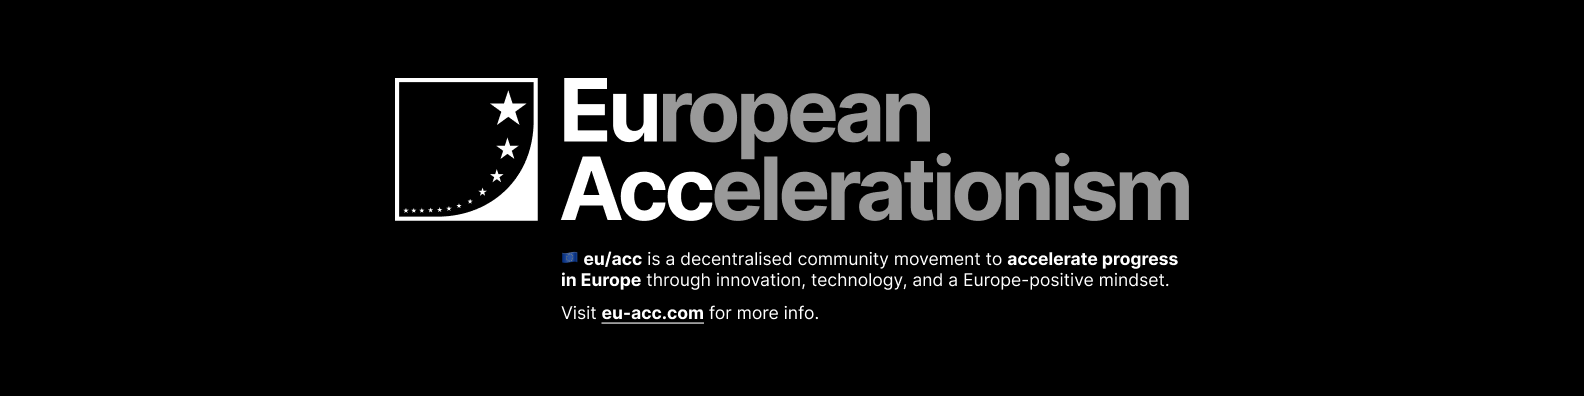 European
Accelerationism
🇪🇺 eu/acc is a decentralised community movement to accelerate progress
in Europe through innovation, technology, and a Europe-positive mindset.
Visit eu-acc.com for more info.